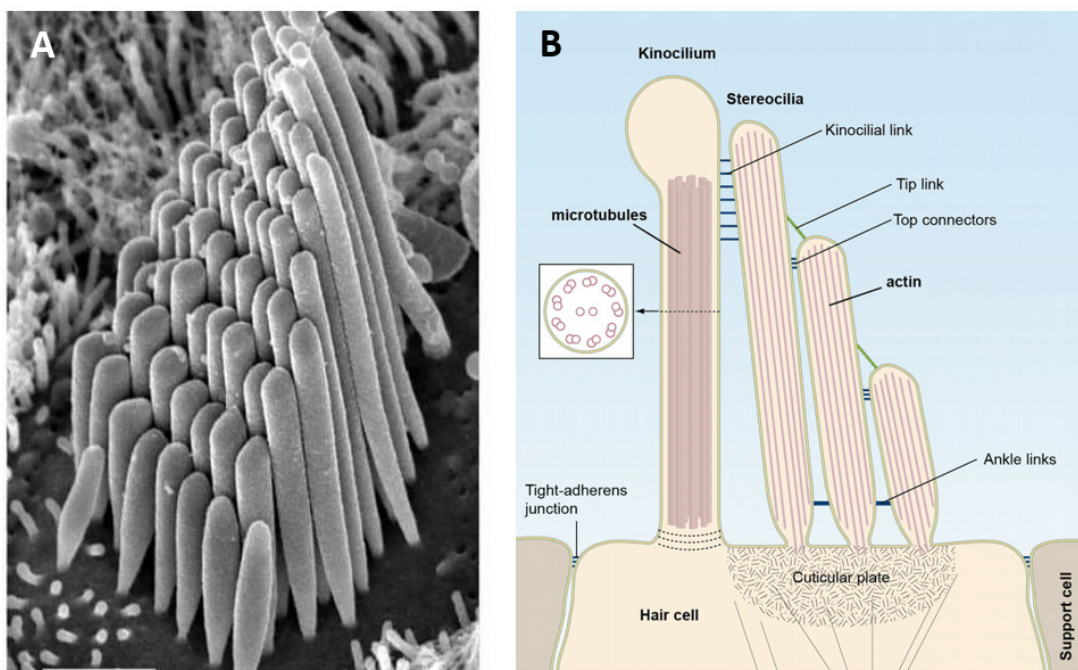 A
B
Kinocilium
Stereocilia
Kinocilial link
Tip link
microtubules
Top connectors
actin
Ankle links
Tight-adherens
junction
Cuticular plate
Hair cell
Support cell